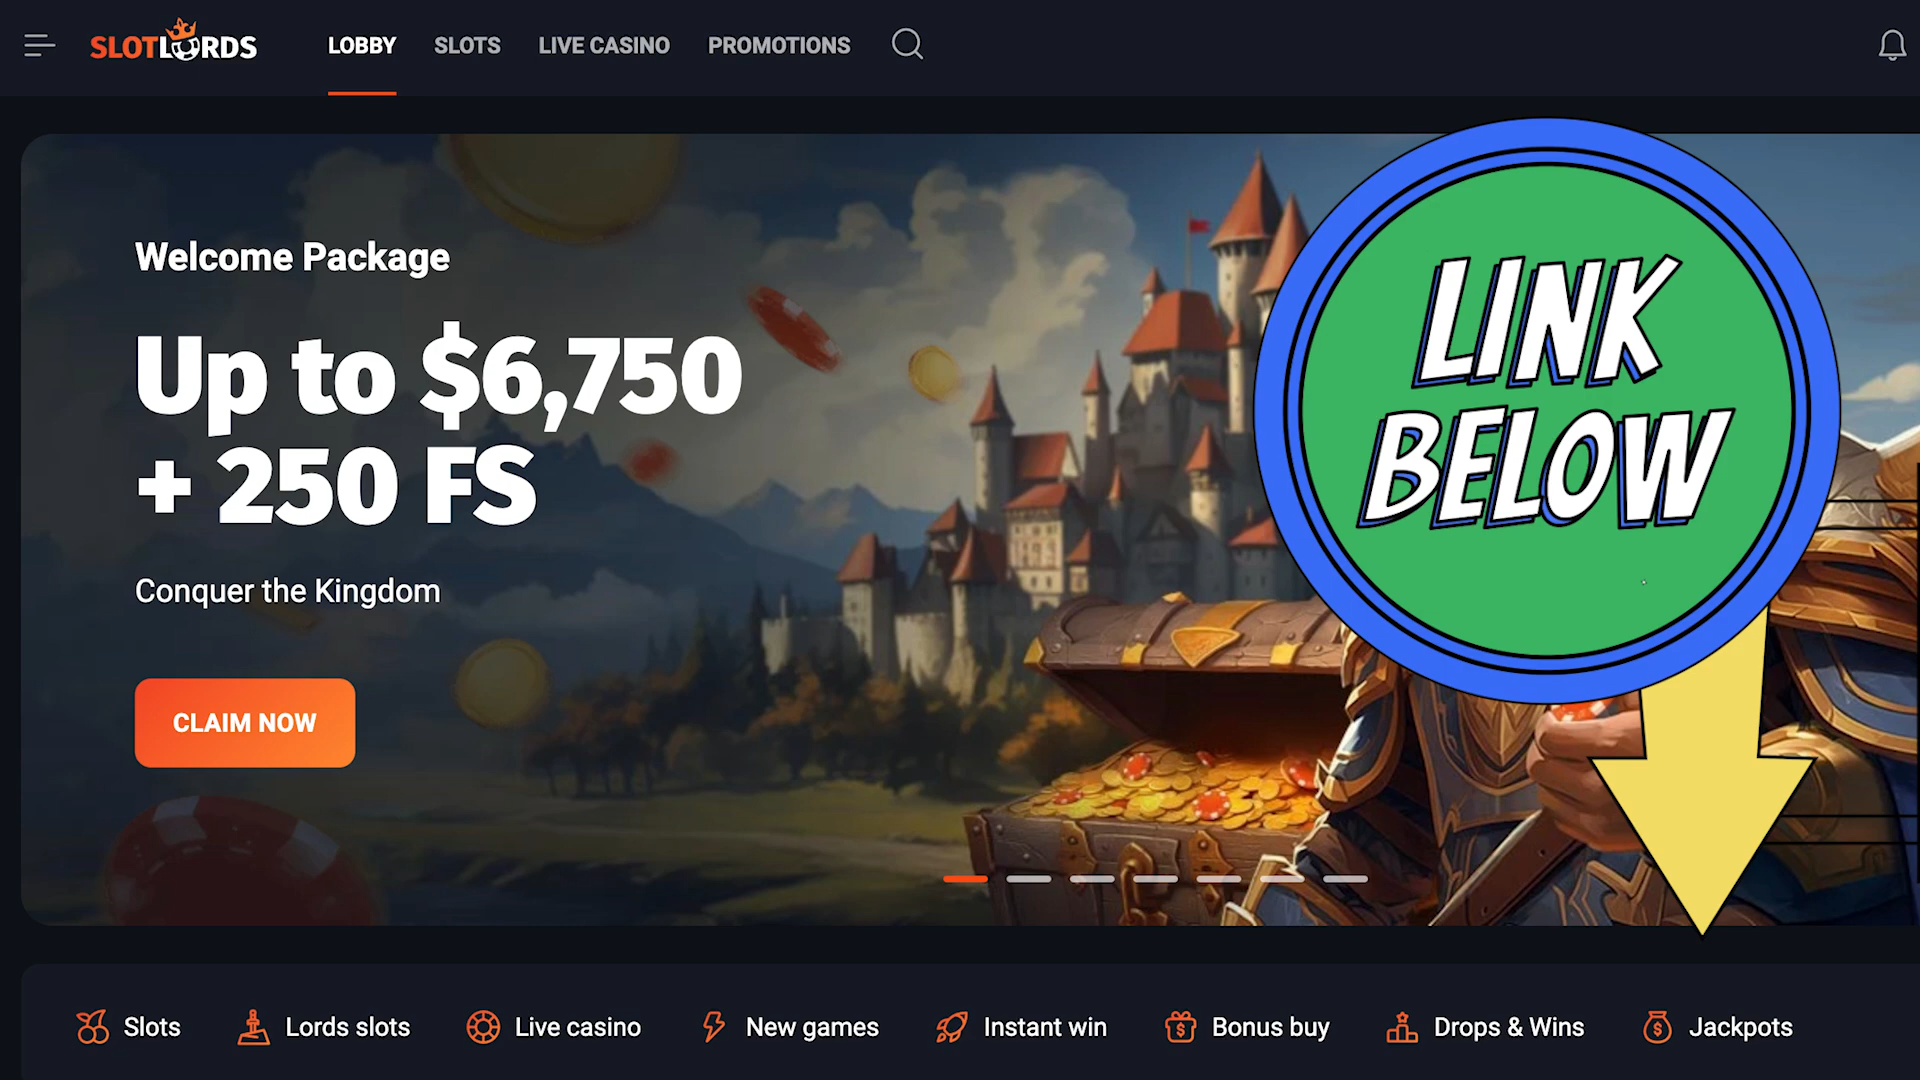 SLOTLORDS
LOBBY SLOTS LIVE CASINO PROMOTIONS
Welcome Package
Up to $6,750
+ 250 FS
Conquer the Kingdom
CLAIM NOW
LINK
BELOW
Slots Lords slots Live casino New games Instant win Bonus buy Drops & Wins Jackpots